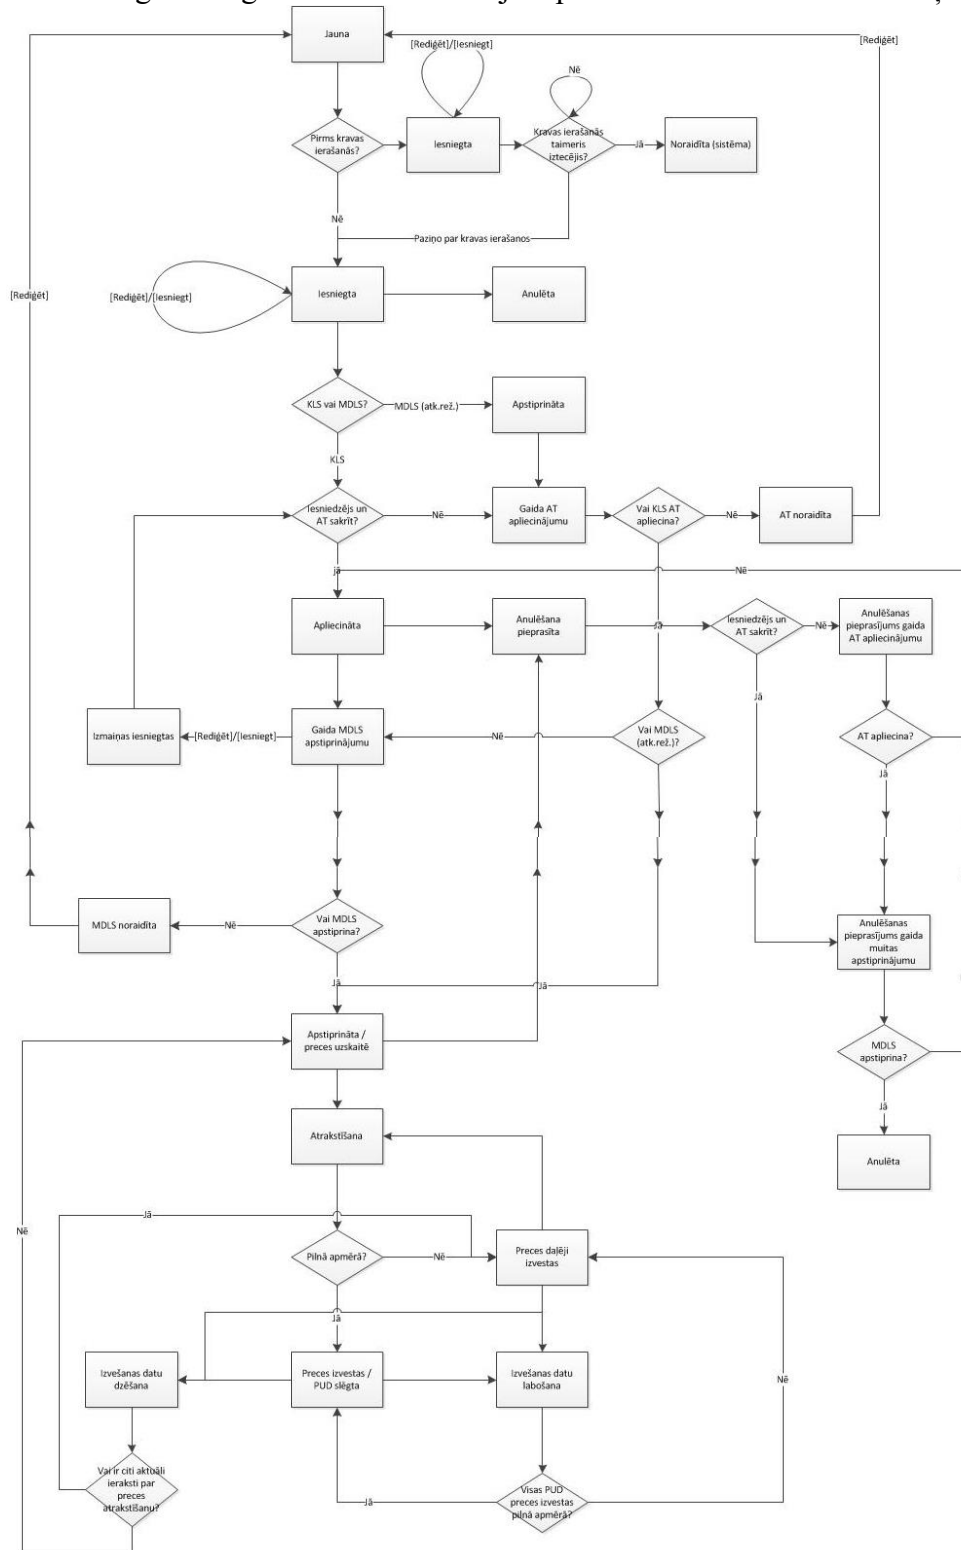 Jauna
[Rediģēt]/[Iesniegt]
[Rediģēt]
Nē
Pirms kravas
ierašanās?
Iesniegta
Kravas ierašanās
taimeris
iztecējis?
Jā
Noraidīta (sistēma)
Nē
Paziņo par kravas ierašanos
[Rediģēt]
[Rediģēt]/[Iesniegt]
Iesniegta
Anulēta
KLS vai MDLS?
MDLS (atk.rež.)
Apstiprināta
KLS
Iesniedzējs un
AT sakrīt?
Nē
Gaida AT
apliecinājumu
Vai KLS AT
apliecina?
Nē
AT noraidīta
jā
Nē
Apliecināta
Anulēšana
pieprasīta
Jā
Iesniedzējs un
AT sakrīt?
Nē
Anulēšanas
pieprasījums gaida
AT apliecinājumu
Jā
Izmaiņas iesniegtas
[Rediģēt]/[Iesniegt]
Gaida MDLS
apstiprinājumu
Nē
Vai MDLS
(atk.rež.)?
AT apliecina?
Jā
MDLS noraidīta
Nē
Vai MDLS
apstiprina?
Anulēšanas
pieprasījums gaida
muitas
apstiprinājumu
Jā
Jā
Apstiprināta /
preces uzskaitē
MDLS
apstiprina?
Jā
Atrakstīšana
Anulēta
Nē
Jā
Pilnā apmērā?
Nē
Preces daļēji
izvestas
Jā
Izvešanas datu
dzēšana
Preces izvestas /
PUD slēgta
Izvešanas datu
labošana
Nē
Vai ir citi aktuāli
ieraksti par
preces
atrakstīšanu?
Jā
Visas PUD
preces izvestas
pilnā apmērā?